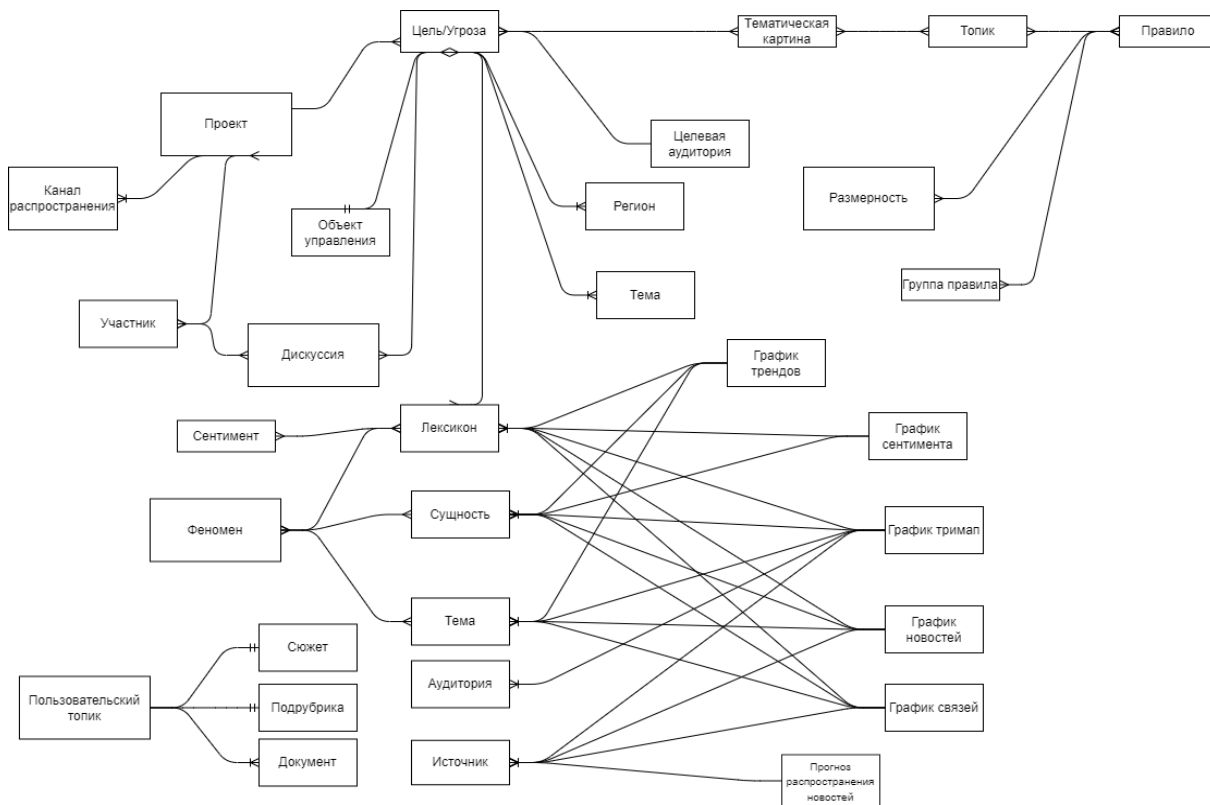 Цель/Угроза
Тематическая
картина
Топик
Правило
Проект
Целевая
аудитория
Канал
распространения
Объект
управления
Регион
Размерность
Тема
Группа правила
Участник
Дискуссия
График
трендов
Сентимент
Лексикон
График
сентимента
Феномен
Сущность
График тримап
Тема
График
новостей
Сюжет
Аудитория
Пользовательский
топик
Подрубрика
График связей
Документ
Источник
Прогноз
распространения
новостей